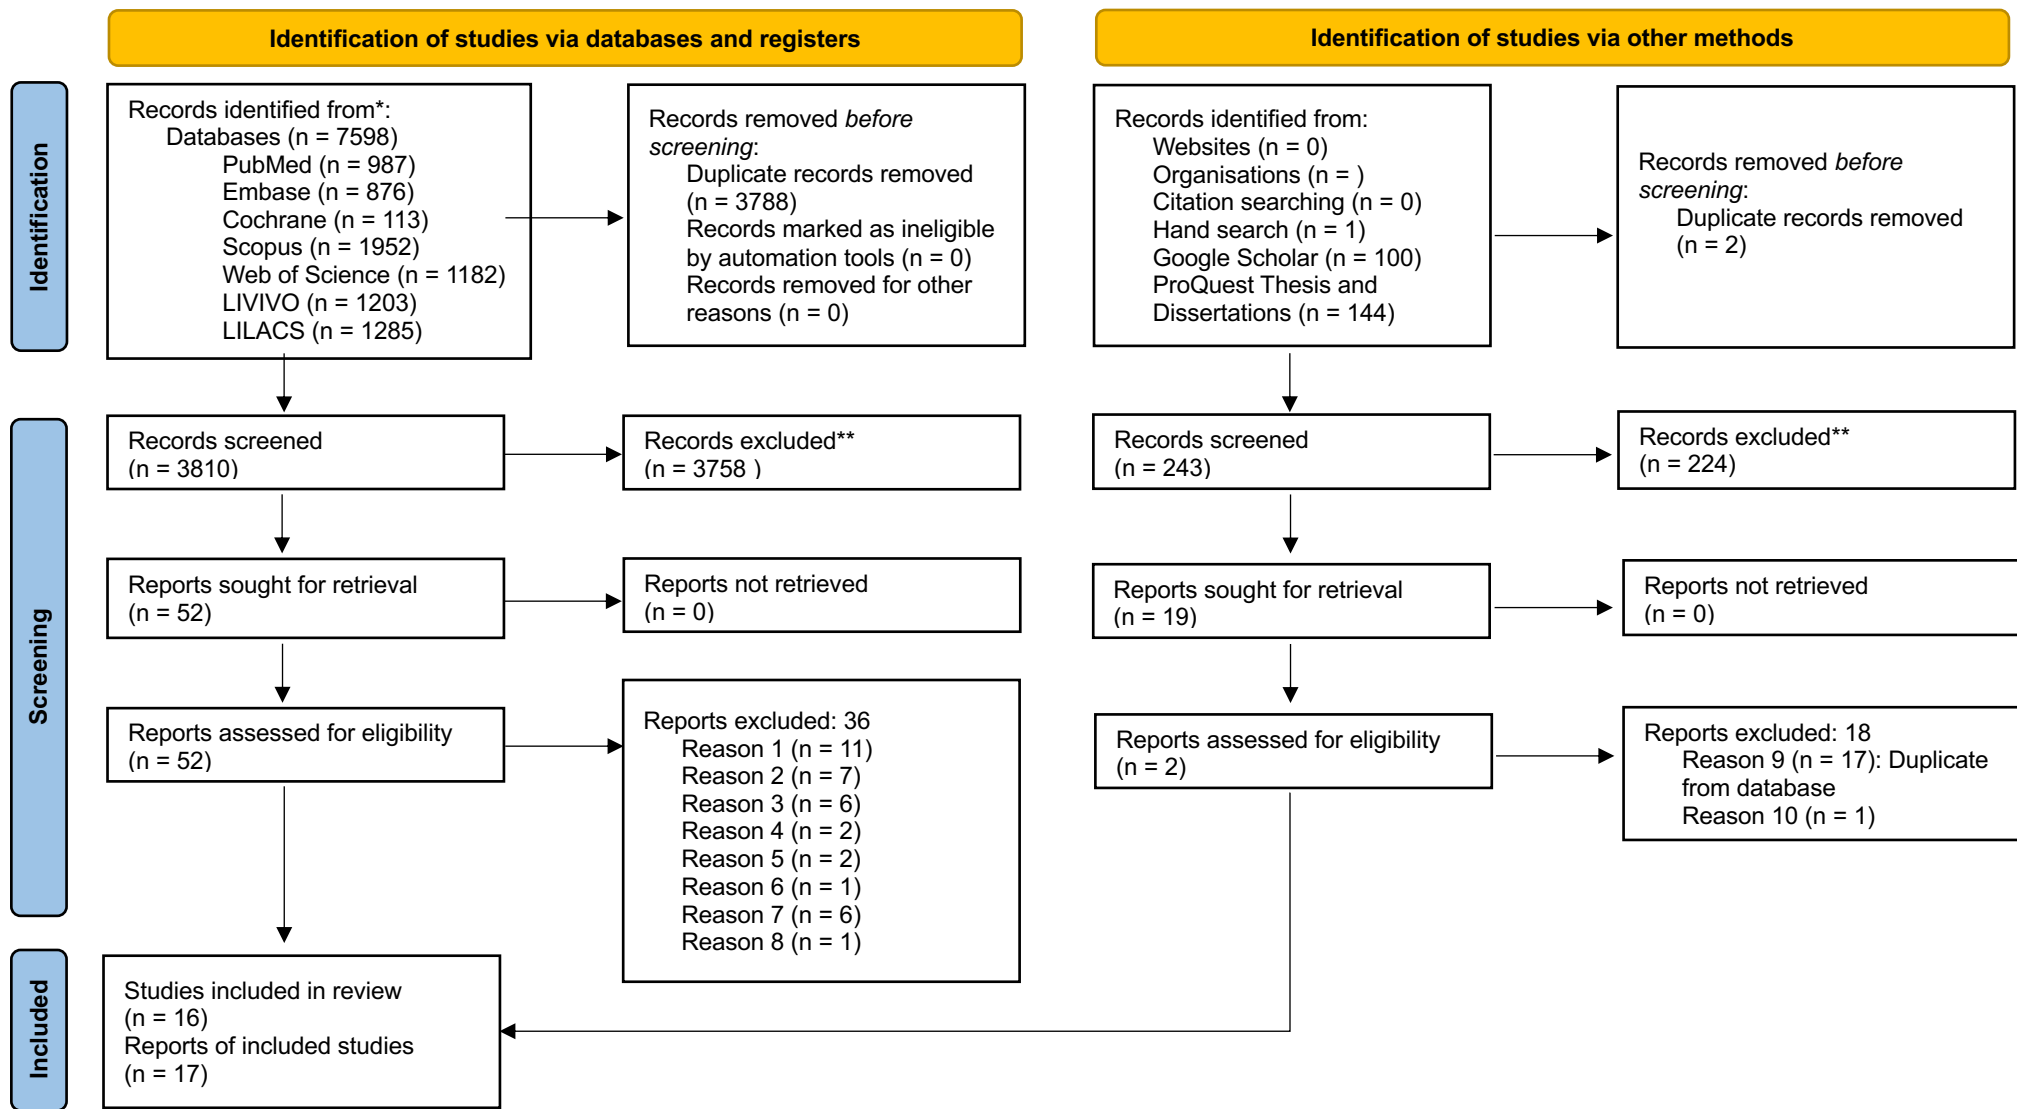 Identification of studies via databases and registers
Identification of studies via other methods
Identification
Records identified from*:
Databases (n = 7598)
PubMed (n = 987)
Embase (n = 876)
Cochrane (n = 113)
Scopus (n = 1952)
Web of Science (n = 1182)
LIVIVO (n = 1203)
LILACS (n = 1285)
Records removed before
screening:
Duplicate records removed
(n = 3788)
Records marked as ineligible
by automation tools (n = 0)
Records removed for other
reasons (n = 0)
Records identified from:
Websites (n = 0)
Organisations (n = )
Citation searching (n = 0)
Hand search (n = 1)
Google Scholar (n = 100)
ProQuest Thesis and
Dissertations (n = 144)
Records removed before
screening:
Duplicate records removed
(n = 2)
Screening
Records screened
(n = 3810)
Records excluded**
(n = 3758 )
Records screened
(n = 243)
Records excluded**
(n = 224)
Reports sought for retrieval
(n = 52)
Reports not retrieved
(n = 0)
Reports sought for retrieval
(n = 19)
Reports not retrieved
(n = 0)
Reports assessed for eligibility
(n = 52)
Reports excluded: 36
Reason 1 (n = 11)
Reason 2 (n = 7)
Reason 3 (n = 6)
Reason 4 (n = 2)
Reason 5 (n = 2)
Reason 6 (n = 1)
Reason 7 (n = 6)
Reason 8 (n = 1)
Reports assessed for eligibility
(n = 2)
Reports excluded: 18
Reason 9 (n = 17): Duplicate
from database
Reason 10 (n = 1)
Included
Studies included in review
(n = 16)
Reports of included studies
(n = 17)